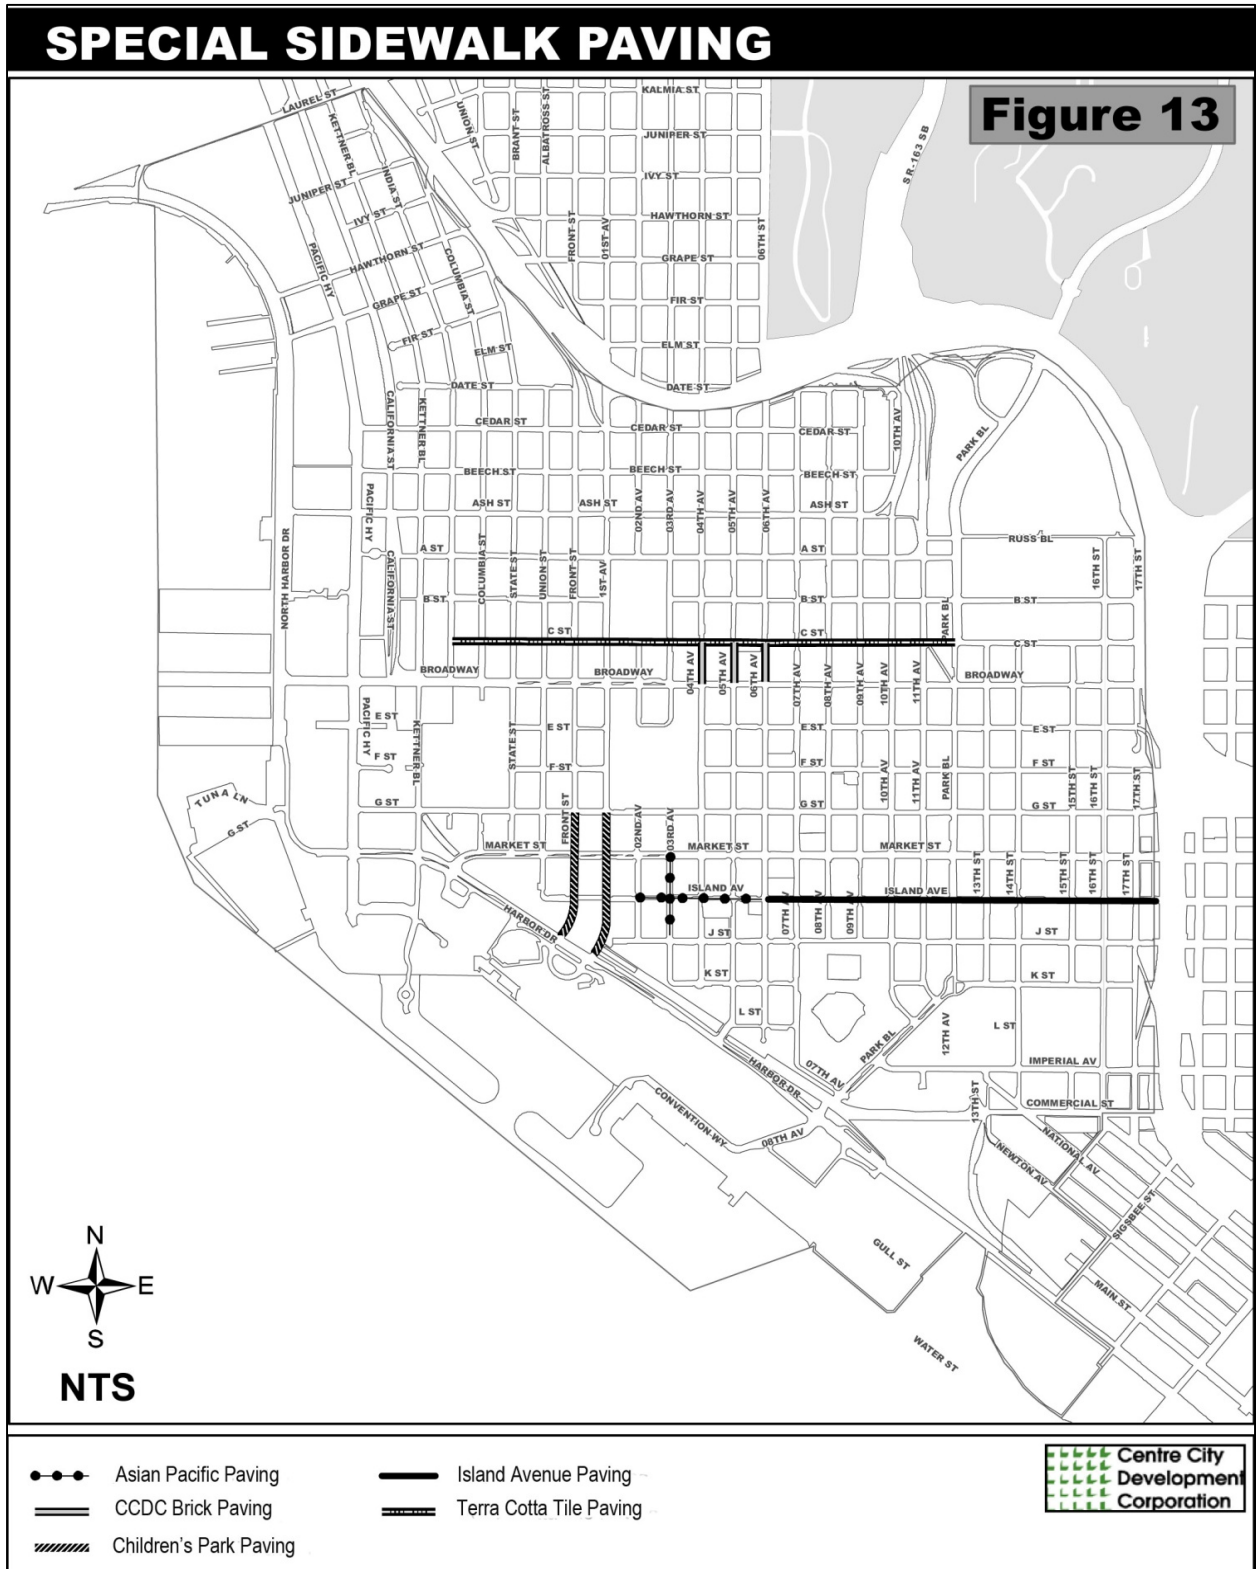 SPECIAL SIDEWALK PAVING
Figure 13
LAUREL ST
KETTNER BL
UNION ST
BRANT ST
ALBATROSS ST
KALMIA ST
JUNIPER ST
SR-163 SB
JUNIPER ST
INDIA ST
IVY ST
IVY ST
HAWTHORN ST
FRONT ST
01ST AV
06TH ST
PACIFIC HY
HAWTHORN ST
COLUMBIA ST
GRAPE ST
GRAPE ST
FIR ST
FIR ST
ELM ST
ELM ST
DATE ST
DATE ST
CALIFORNIA ST
KETTNER BL
CEDAR ST
CEDAR ST
CEDAR ST
10TH AV
PARK BL
BEECH ST
BEECH ST
BEECH ST
PACIFIC HY
ASH ST
ASH ST
02ND AV
03RD AV
04TH AV
05TH AV
06TH AV
ASH ST
NORTH HARBOR DR
CALIFORNIA ST
A ST
COLUMBIA ST
STATE ST
UNION ST
FRONT ST
1ST AV
A ST
RUSS BL
16TH ST
17TH ST
B ST
B ST
PARK BL
B ST
C ST
C ST
C ST
BROADWAY
BROADWAY
04TH AV
05TH AV
06TH AV
07TH AV
08TH AV
09TH AV
10TH AV
11TH AV
BROADWAY
PACIFIC HY
E ST
KETTNER BL
STATE ST
E ST
E ST
E ST
F ST
F ST
F ST
10TH AV
11TH AV
PARK BL
F ST
15TH ST
16TH ST
17TH ST
TUNA LN
G ST
G ST
FRONT ST
02ND AV
03RD AV
G ST
G ST
MARKET ST
MARKET ST
MARKET ST
13TH ST
14TH ST
15TH ST
16TH ST
17TH ST
ISLAND AV
07TH AV
08TH AV
09TH AV
ISLAND AVE
HARBOR DR
J ST
J ST
K ST
K ST
L ST
PARK BL
12TH AV
L ST
HARBOR DR
07TH AV
IMPERIAL AV
CONVENTION WY
08TH AV
13TH ST
COMMERCIAL ST
NATIONAL AV
NEWTON AV
SIGSBEE ST
GULL ST
MAIN ST
WATER ST
N
W E
S
NTS
Asian Pacific Paving
CCDC Brick Paving
Children's Park Paving
Island Avenue Paving
Terra Cotta Tile Paving
Centre City
Development
Corporation